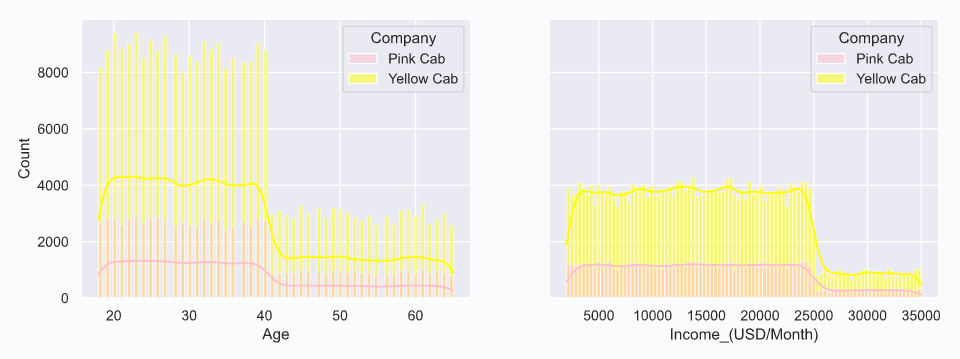 Company
Pink Cab
Yellow Cab
8000
6000
4000
2000
0
Count
20 30 40 50 60
Age
Company
Pink Cab
Yellow Cab
5000 10000 15000 20000 25000 30000 35000
Income_(USD/Month)